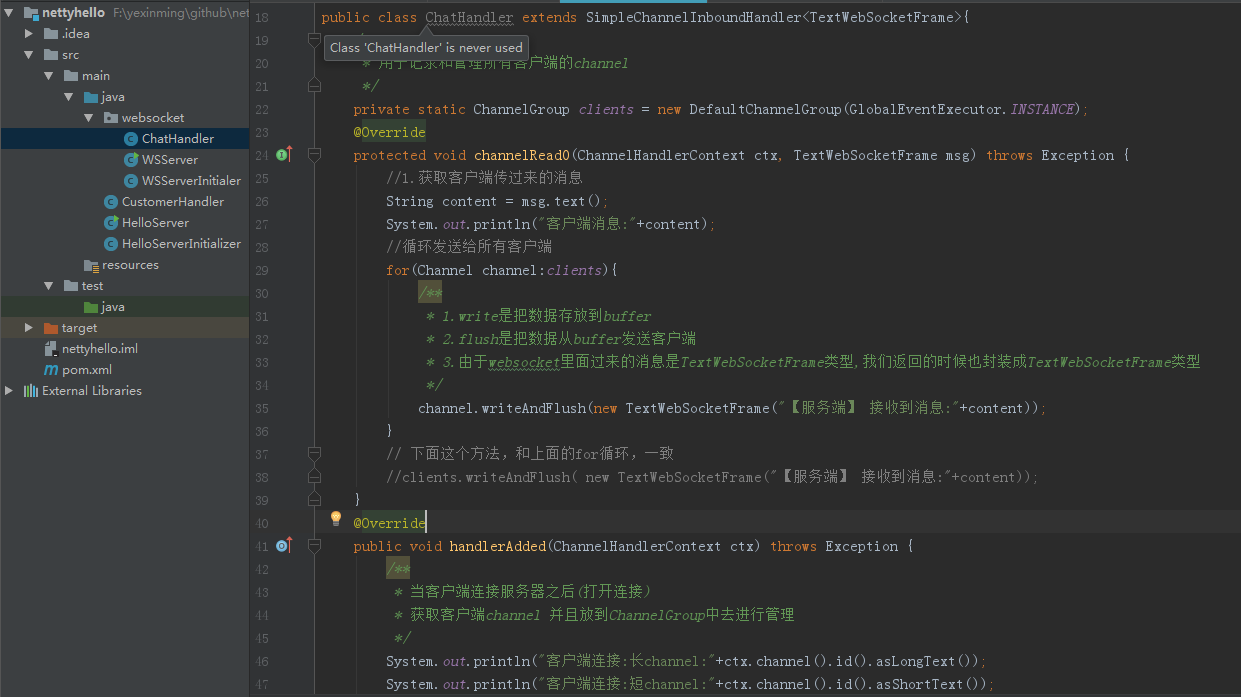 nettyhello F:\yexinming\github\net
.idea
src
main
java
websocket
ChatHandler
WSServer
WSServerInitialer
CustomerHandler
HelloServer
HelloServerInitializer
resources
test
java
target
nettyhello.iml
pom.xml
External Libraries
18 public class ChatHandler extends SimpleChannelInboundHandler<TextWebSocketFrame>{
19
Class 'ChatHandler' is never used
20 * 用于记录和管理所有客户端的channel
21 */
22 private static ChannelGroup clients = new DefaultChannelGroup(GlobalEventExecutor.INSTANCE);
23 @Override
24 protected void channelRead0(ChannelHandlerContext ctx, TextWebSocketFrame msg) throws Exception {
25 //1.获取客户端传过来的消息
26 String content = msg.text();
27 System.out.println("客户端消息:"+content);
28 //循环发送给所有客户端
29 for(Channel channel:clients){
30 /**
31 * 1.write是把数据存放到buffer
32 * 2.flush是把数据从buffer发送客户端
33 * 3.由于websocket里面过来的消息是TextWebSocketFrame类型,我们返回的时候也封装成TextWebSocketFrame类型
34 */
35 channel.writeAndFlush(new TextWebSocketFrame("【服务端】 接收到消息:"+content));
36 }
37 // 下面这个方法，和上面的for循环，一致
38 //clients.writeAndFlush( new TextWebSocketFrame("【服务端】 接收到消息:"+content));
39 }
40 @Override
41 public void handlerAdded(ChannelHandlerContext ctx) throws Exception {
42 /**
43 * 当客户端连接服务器之后(打开连接)
44 * 获取客户端channel 并且放到ChannelGroup中去进行管理
45 */
46 System.out.println("客户端连接:长channel:"+ctx.channel().id().asLongText());
47 System.out.println("客户端连接:短channel:"+ctx.channel().id().asShortText());